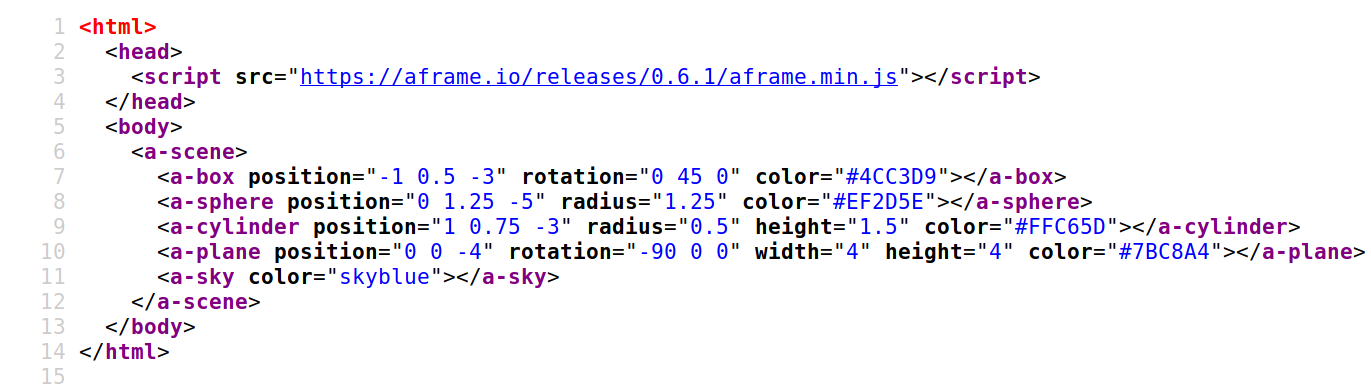 1 <html>
2   <head>
3     <script src="https://aframe.io/releases/0.6.1/aframe.min.js"></script>
4   </head>
5   <body>
6     <a-scene>
7       <a-box position="-1 0.5 -3" rotation="0 45 0" color="#4CC3D9"></a-box>
8       <a-sphere position="0 1.25 -5" radius="1.25" color="#EF2D5E"></a-sphere>
9       <a-cylinder position="1 0.75 -3" radius="0.5" height="1.5" color="#FFC65D"></a-cylinder>
10       <a-plane position="0 0 -4" rotation="-90 0 0" width="4" height="4" color="#7BC8A4"></a-plane>
11       <a-sky color="skyblue"></a-sky>
12     </a-scene>
13   </body>
14 </html>
15